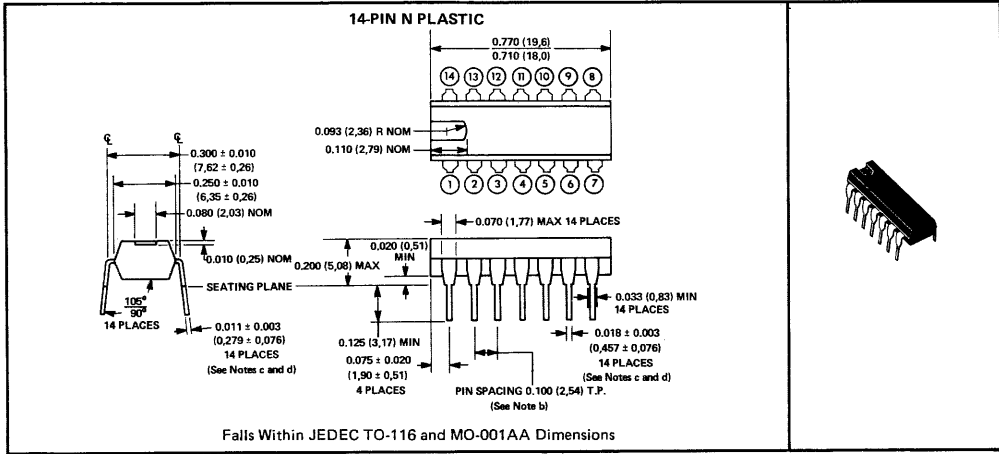 14-PIN N PLASTIC
0.770 (19,6)
0.710 (18,0)
14 13 12 11 10 9 8
0.093 (2,36) R NOM
0.110 (2,79) NOM
1 2 3 4 5 6 7
℄ ℄
0.300 ± 0.010
(7,62 ± 0,26)
0.250 ± 0.010
(6,35 ± 0,26)
0.080 (2,03) NOM
0.010 (0,25) NOM
SEATING PLANE
105°
90°
14 PLACES
0.011 ± 0.003
(0,279 ± 0,076)
14 PLACES
(See Notes c and d)
0.070 (1,77) MAX 14 PLACES
0.020 (0,51)
MIN
0.200 (5,08) MAX
0.033 (0,83) MIN
14 PLACES
0.125 (3,17) MIN
0.075 ± 0.020
(1,90 ± 0,51)
4 PLACES
0.018 ± 0.003
(0,457 ± 0,076)
14 PLACES
(See Notes c and d)
PIN SPACING 0.100 (2,54) T.P.
(See Note b)
Falls Within JEDEC TO-116 and MO-001AA Dimensions